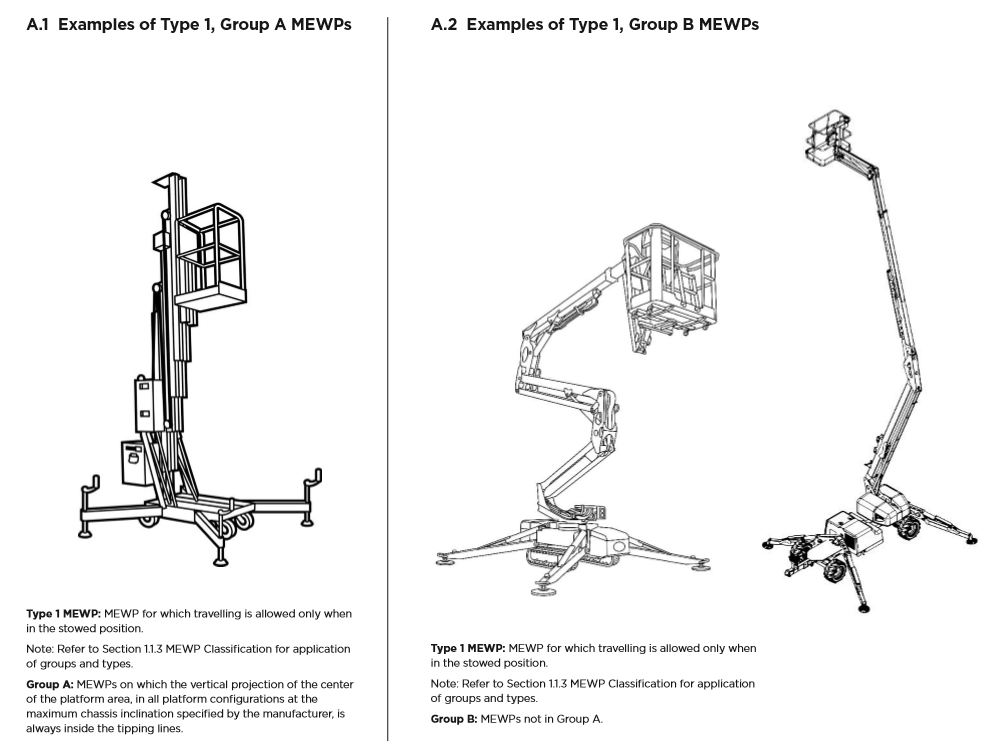 A.1 Examples of Type 1, Group A MEWPs
Type 1 MEWP: MEWP for which travelling is allowed only when
in the stowed position.
Note: Refer to Section 1.1.3 MEWP Classification for application
of groups and types.
Group A: MEWPs on which the vertical projection of the center
of the platform area, in all platform configurations at the
maximum chassis inclination specified by the manufacturer, is
always inside the tipping lines.
A.2 Examples of Type 1, Group B MEWPs
Type 1 MEWP: MEWP for which travelling is allowed only when
in the stowed position.
Note: Refer to Section 1.1.3 MEWP Classification for application
of groups and types.
Group B: MEWPs not in Group A.